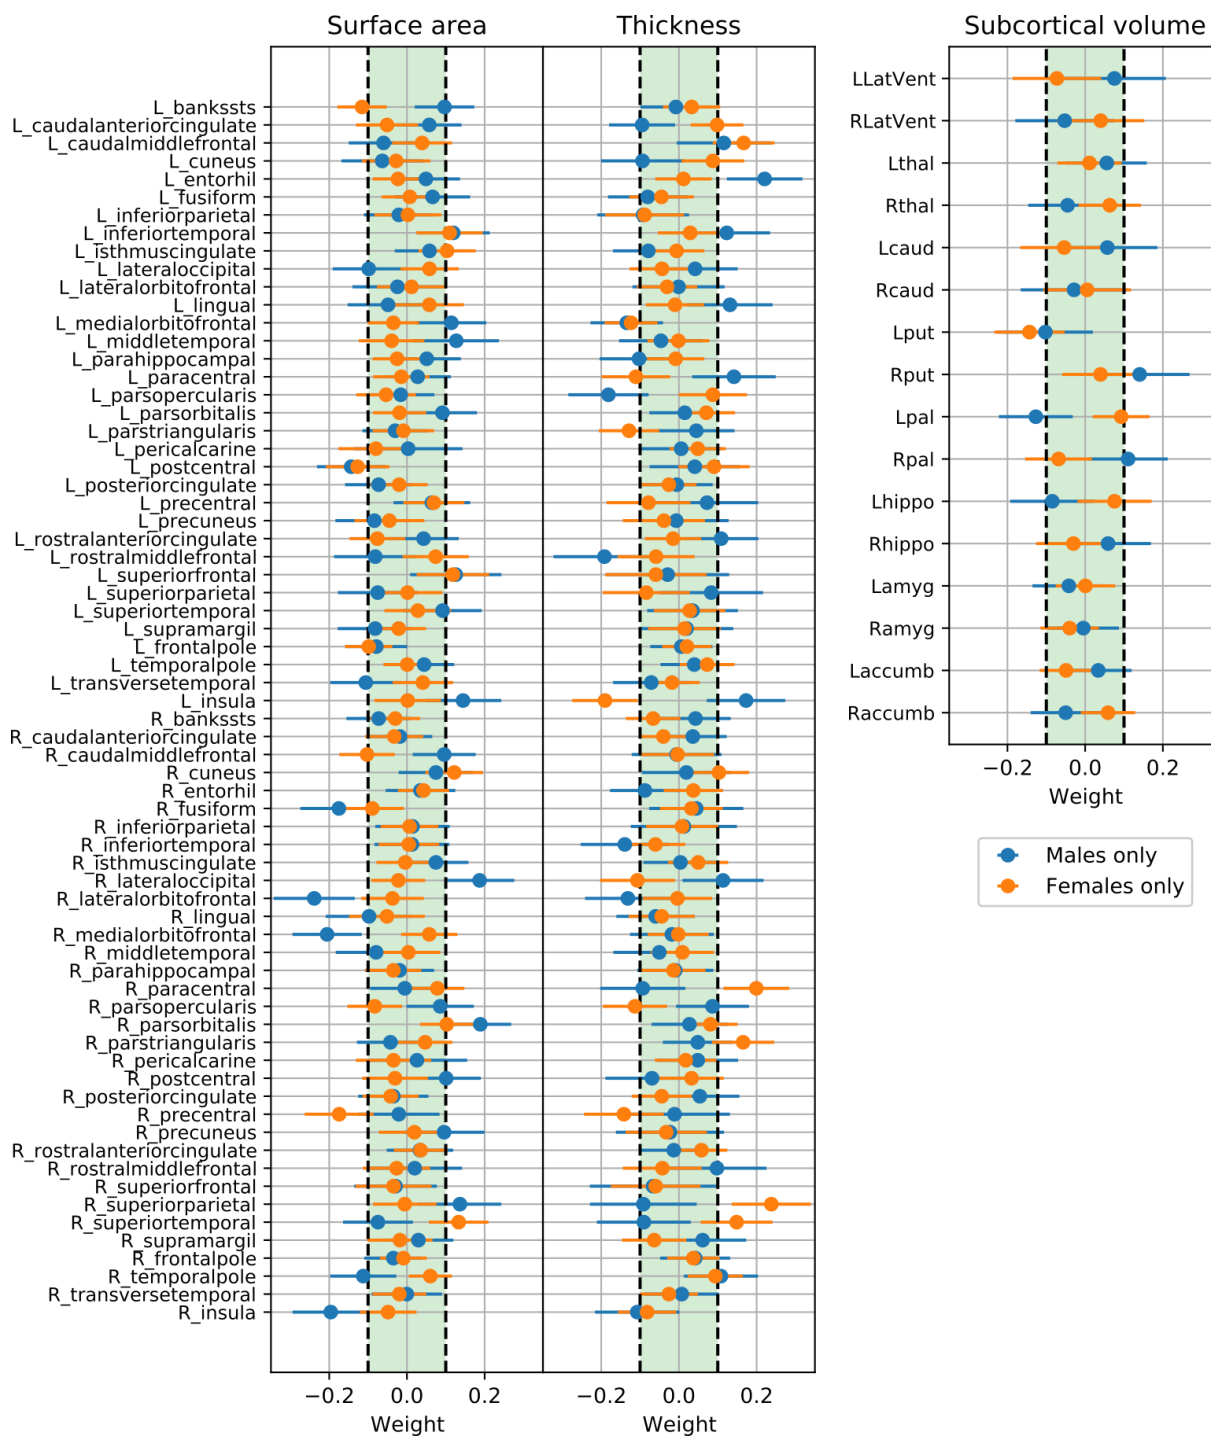 Surface area
Thickness
Subcortical volume
L_bankssts
L_caudalanteriorcingulate
L_caudalmiddlefrontal
L_cuneus
L_entorhil
L_fusiform
L_inferiorparietal
L_inferiortemporal
L_isthmuscingulate
L_lateraloccipital
L_lateralorbitofrontal
L_lingual
L_medialorbitofrontal
L_middletemporal
L_parahippocampal
L_paracentral
L_parsopercularis
L_parsorbitalis
L_parstriangularis
L_pericalcarine
L_postcentral
L_posteriorcingulate
L_precentral
L_precuneus
L_rostralanteriorcingulate
L_rostralmiddlefrontal
L_superiorfrontal
L_superiorparietal
L_superiortemporal
L_supramargil
L_frontalpole
L_temporalpole
L_transversetemporal
L_insula
R_bankssts
R_caudalanteriorcingulate
R_caudalmiddlefrontal
R_cuneus
R_entorhil
R_fusiform
R_inferiorparietal
R_inferiortemporal
R_isthmuscingulate
R_lateraloccipital
R_lateralorbitofrontal
R_lingual
R_medialorbitofrontal
R_middletemporal
R_parahippocampal
R_paracentral
R_parsopercularis
R_parsorbitalis
R_parstriangularis
R_pericalcarine
R_postcentral
R_posteriorcingulate
R_precentral
R_precuneus
R_rostralanteriorcingulate
R_rostralmiddlefrontal
R_superiorfrontal
R_superiorparietal
R_superiortemporal
R_supramargil
R_frontalpole
R_temporalpole
R_transversetemporal
R_insula
−0.2 0.0 0.2
Weight
−0.2 0.0 0.2
Weight
LLatVent
RLatVent
Lthal
Rthal
Lcaud
Rcaud
Lput
Rput
Lpal
Rpal
Lhippo
Rhippo
Lamyg
Ramyg
Laccumb
Raccumb
−0.2 0.0 0.2
Weight
Males only
Females only